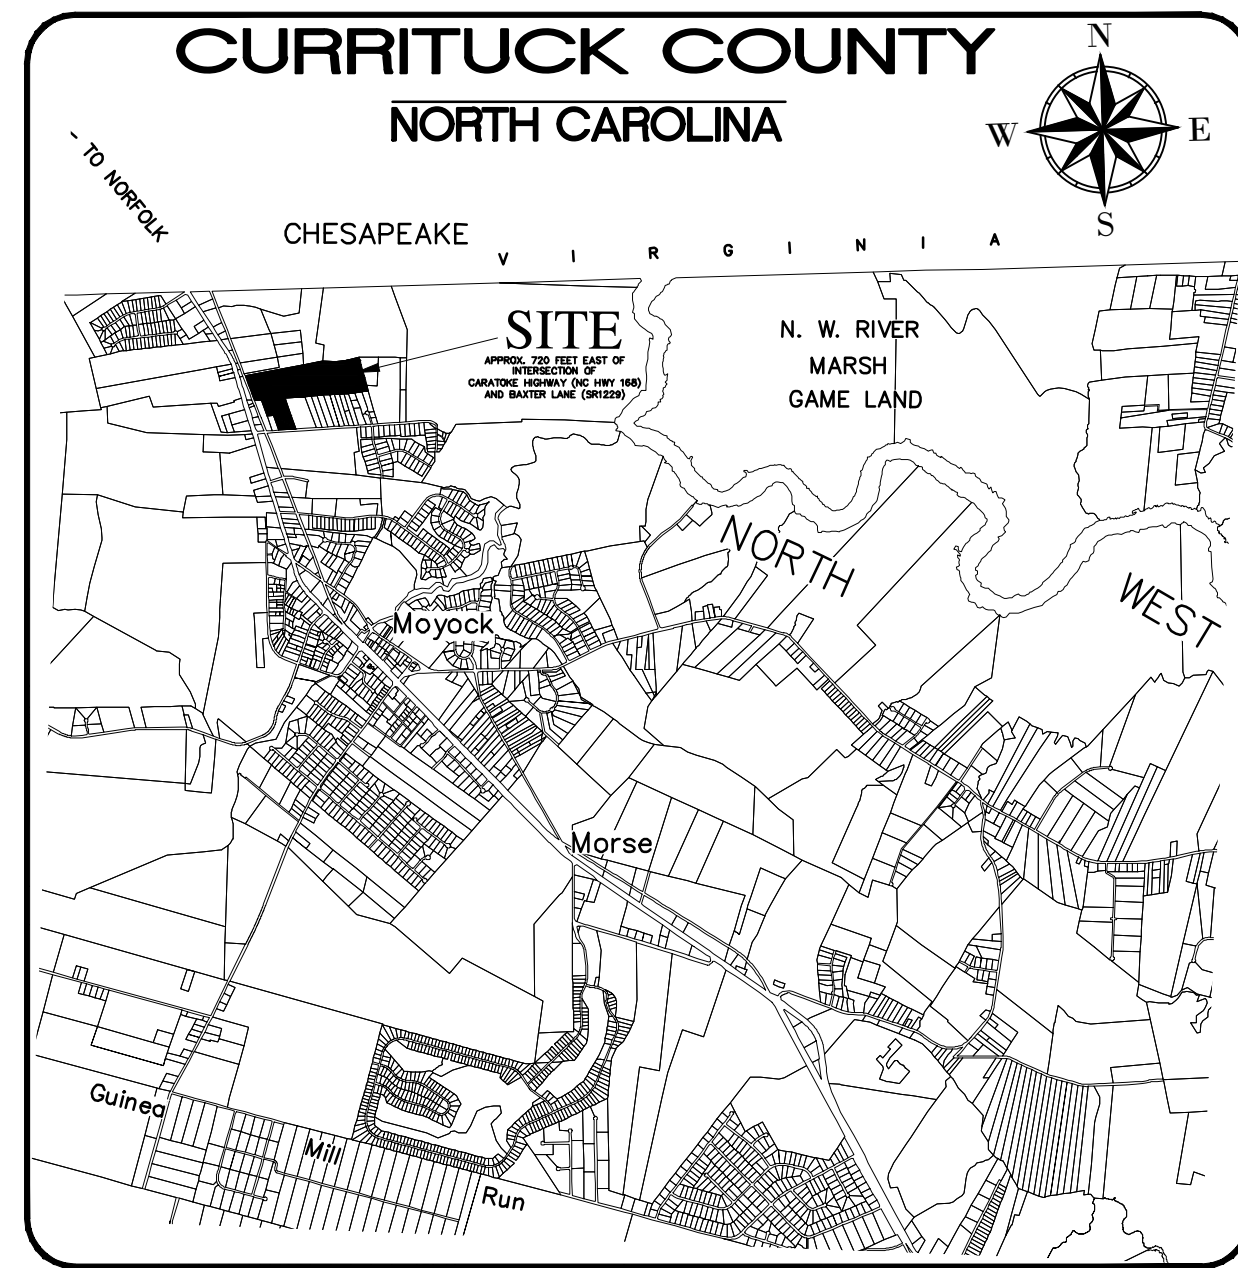 CURRITUCK COUNTY
NORTH CAROLINA
N
W
E
S
- TO NORFOLK
CHESAPEAKE
V I R G I N I A
SITE
APPROX. 720 FEET EAST OF
INTERSECTION OF
CARATOKE HIGHWAY (NC HWY 168)
AND BAXTER LANE (SR1229)
N. W. RIVER
MARSH
GAME LAND
NORTH
WEST
Moyock
Morse
Guinea
Mill
Run